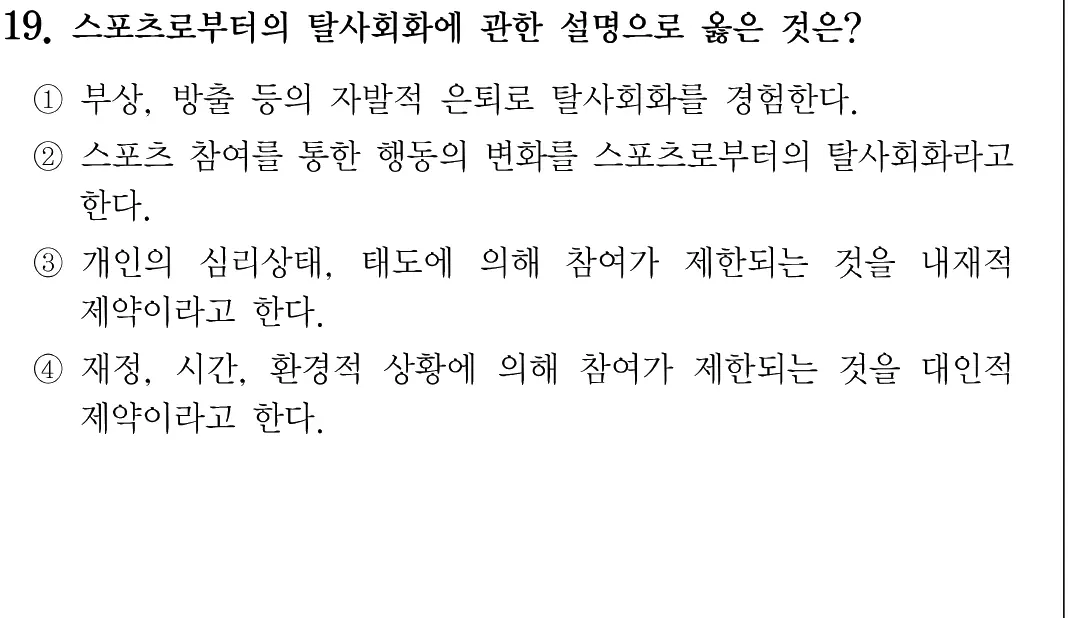 19. 스포츠로부터의 탈사회화에 관한 설명으로 옳은 것은?
① 부상, 방출 등의 자발적 은퇴로 탈사회화를 경험한다.
② 스포츠 참여를 통한 행동의 변화를 스포츠로부터의 탈사회화라고
한다.
③ 개인의 심리상태, 태도에 의해 참여가 제한되는 것을 내재적
제약이라고 한다.
④ 재정, 시간, 환경적 상황에 의해 참여가 제한되는 것을 대인적
제약이라고 한다.